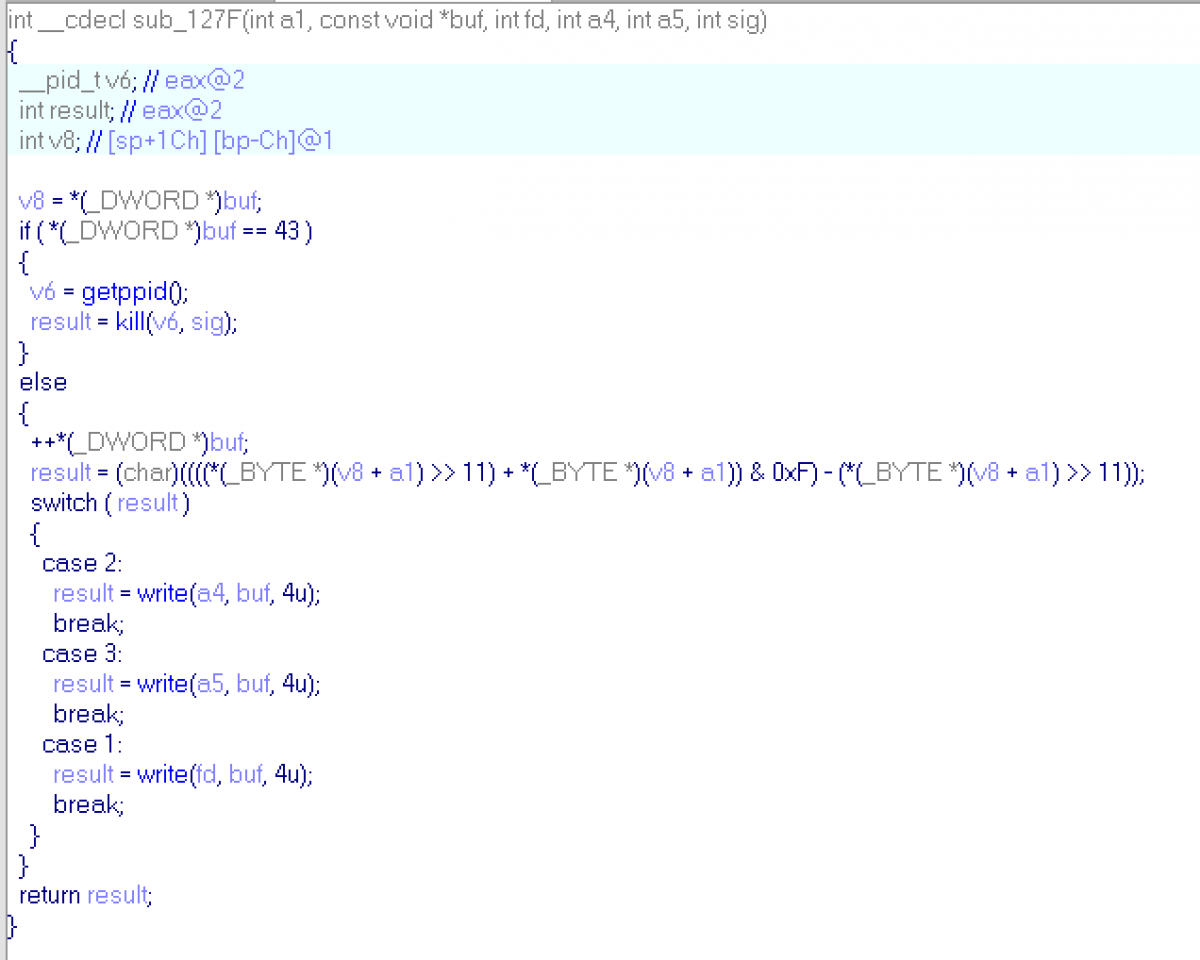 int __cdecl sub_127F(int a1, const void *buf, int fd, int a4, int a5, int sig)
{
__pid_t v6; // eax@2
int result; // eax@2
int v8; // [sp+1Ch] [bp-Ch]@1
v8 = *(_DWORD *)buf;
if ( *(_DWORD *)buf == 43 )
{
v6 = getppid();
result = kill(v6, sig);
}
else
{
++*(_DWORD *)buf;
result = (char)((((*(_BYTE *)(v8 + a1) >> 11) + *(_BYTE *)(v8 + a1)) & 0xF) - (*(_BYTE *)(v8 + a1) >> 11));
switch ( result )
{
case 2:
result = write(a4, buf, 4u);
break;
case 3:
result = write(a5, buf, 4u);
break;
case 1:
result = write(fd, buf, 4u);
break;
}
}
return result;
}